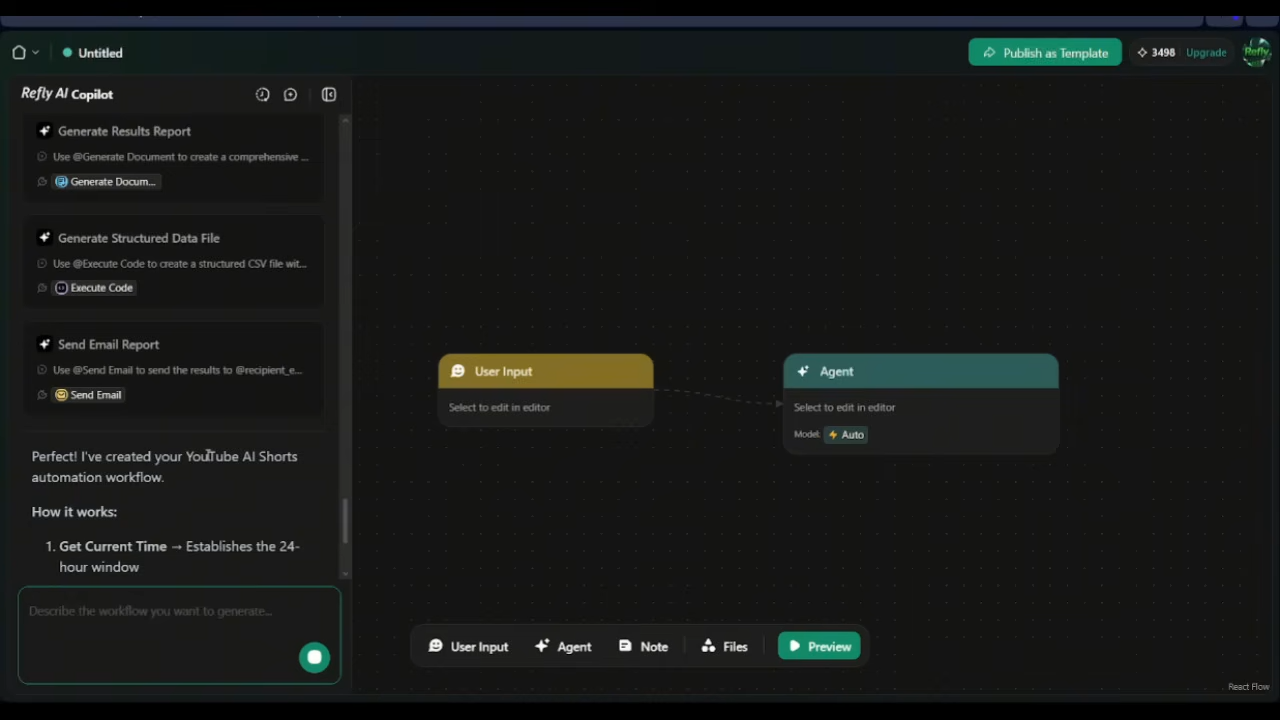 Untitled
Publish as Template
3498 Upgrade
Refly
Refly AI Copilot
Generate Results Report
Use @Generate Document to create a comprehensive ...
Generate Docum...
Generate Structured Data File
Use @Execute Code to create a structured CSV file wit...
Execute Code
Send Email Report
Use @Send Email to send the results to @recipient_e...
Send Email
Perfect! I've created your YouTube AI Shorts
automation workflow.
How it works:
1. Get Current Time → Establishes the 24-
hour window
Describe the workflow you want to generate...
User Input
Select to edit in editor
Agent
Select to edit in editor
Model: Auto
User Input Agent Note Files Preview
React Flow